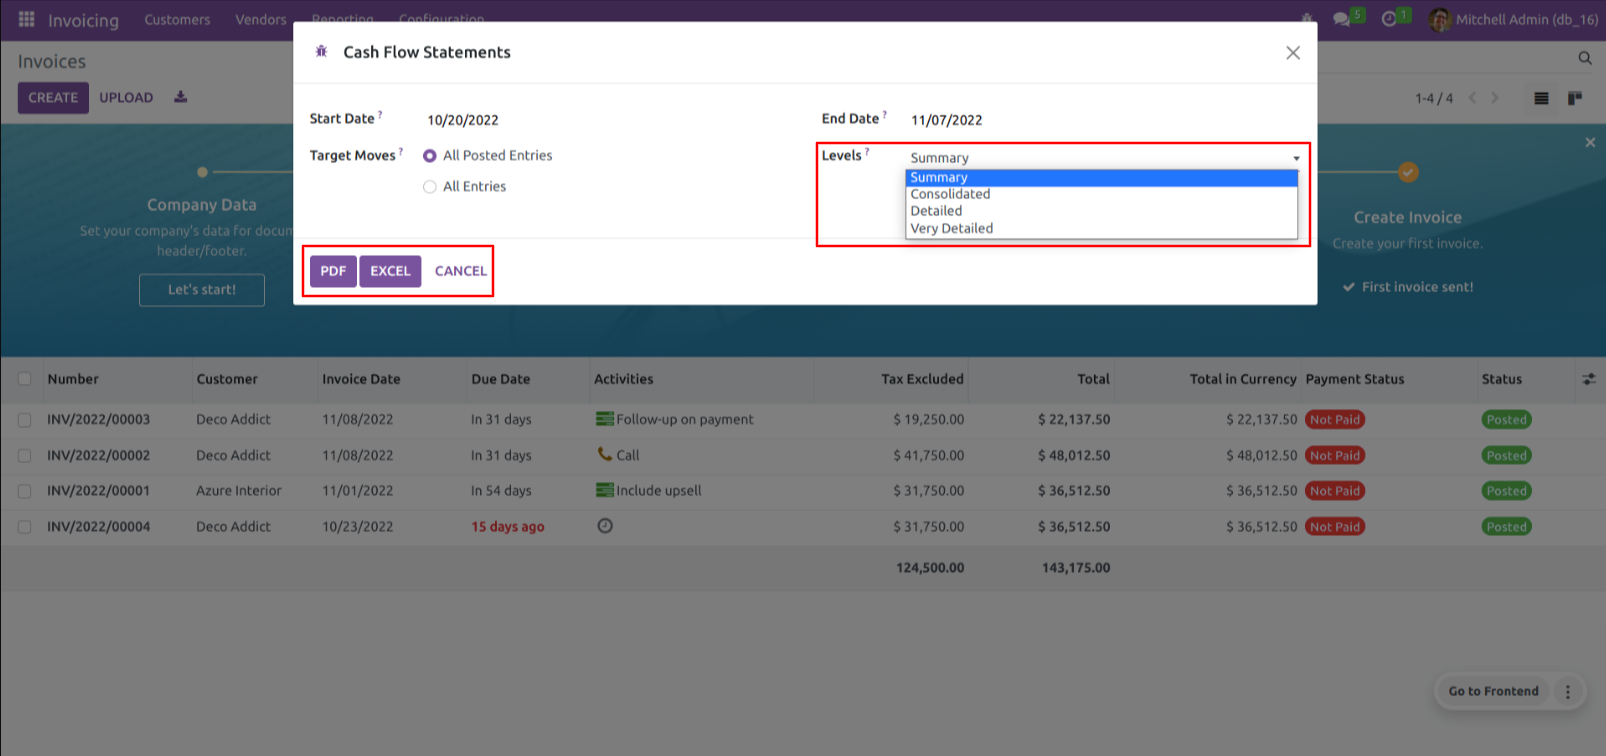 Invoicing Customers Vendors Reporting Configuration 5 1 Mitchell Admin (db_16)
Cash Flow Statements
Invoices
CREATE UPLOAD 1-4 / 4
Start Date ? 10/20/2022 End Date ? 11/07/2022
Target Moves ? All Posted Entries Levels ? Summary
All Entries
Summary
Consolidated
Detailed
Very Detailed
PDF EXCEL CANCEL
Company Data
Set your company's data for docum
header/footer.
Let's start!
Create Invoice
Create your first invoice.
First invoice sent!
Number Customer Invoice Date Due Date Activities Tax Excluded Total Total in Currency Payment Status Status
INV/2022/00003 Deco Addict 11/08/2022 In 31 days Follow-up on payment $ 19,250.00 $ 22,137.50 $ 22,137.50 Not Paid Posted
INV/2022/00002 Deco Addict 11/08/2022 In 31 days Call $ 41,750.00 $ 48,012.50 $ 48,012.50 Not Paid Posted
INV/2022/00001 Azure Interior 11/01/2022 In 54 days Include upsell $ 31,750.00 $ 36,512.50 $ 36,512.50 Not Paid Posted
INV/2022/00004 Deco Addict 10/23/2022 15 days ago $ 31,750.00 $ 36,512.50 $ 36,512.50 Not Paid Posted
124,500.00 143,175.00
Go to Frontend